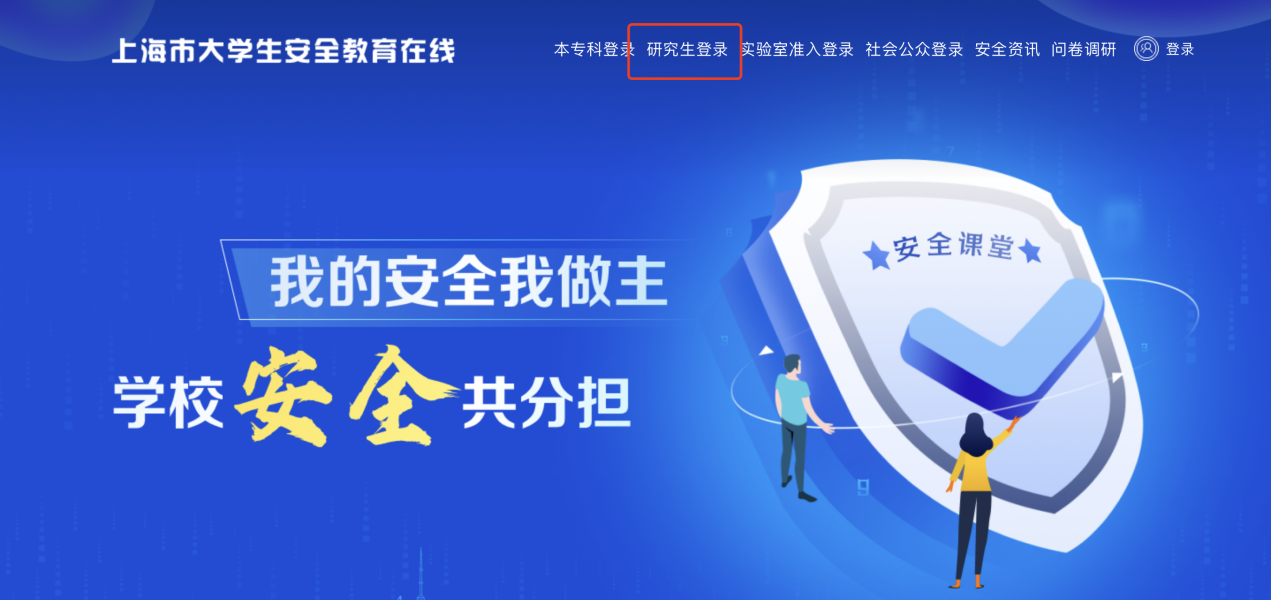 上海市大学生安全教育在线
本专科登录 研究生登录 实验室准入登录 社会公众登录 安全资讯 问卷调研 登录
安全课堂
我的安全我做主
学校安全共分担